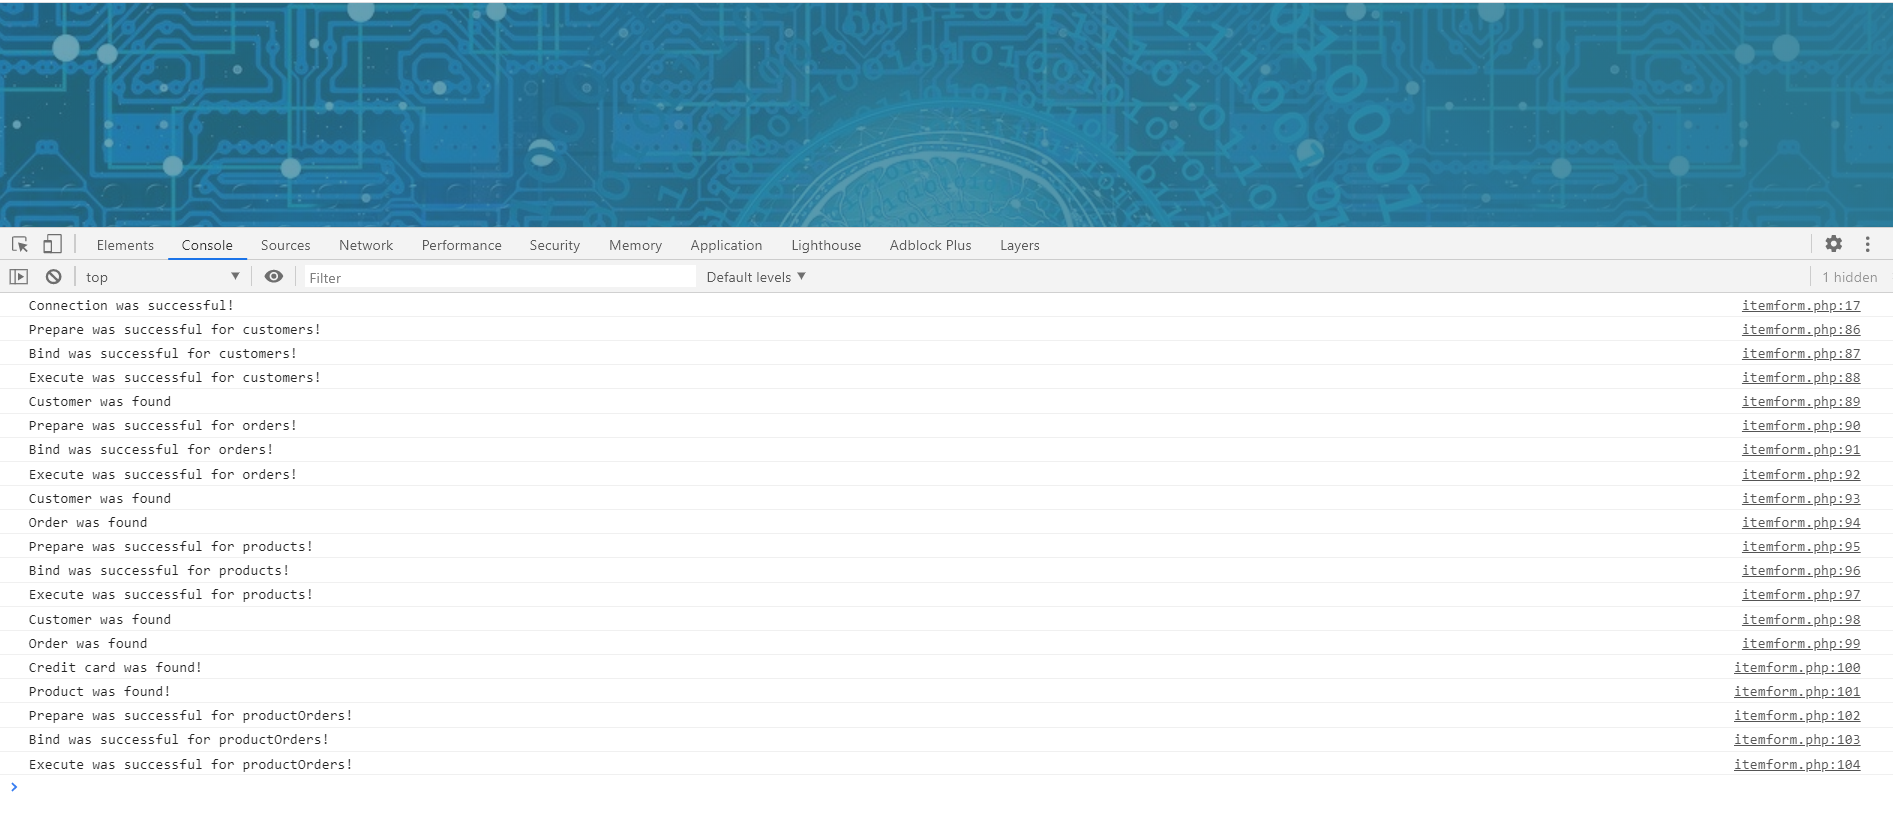 Elements Console Sources Network Performance Security Memory Application Lighthouse Adblock Plus Layers
top Filter Default levels 1 hidden
Connection was successful! itemform.php:17
Prepare was successful for customers! itemform.php:86
Bind was successful for customers! itemform.php:87
Execute was successful for customers! itemform.php:88
Customer was found itemform.php:89
Prepare was successful for orders! itemform.php:90
Bind was successful for orders! itemform.php:91
Execute was successful for orders! itemform.php:92
Customer was found itemform.php:93
Order was found itemform.php:94
Prepare was successful for products! itemform.php:95
Bind was successful for products! itemform.php:96
Execute was successful for products! itemform.php:97
Customer was found itemform.php:98
Order was found itemform.php:99
Credit card was found! itemform.php:100
Product was found! itemform.php:101
Prepare was successful for productOrders! itemform.php:102
Bind was successful for productOrders! itemform.php:103
Execute was successful for productOrders! itemform.php:104